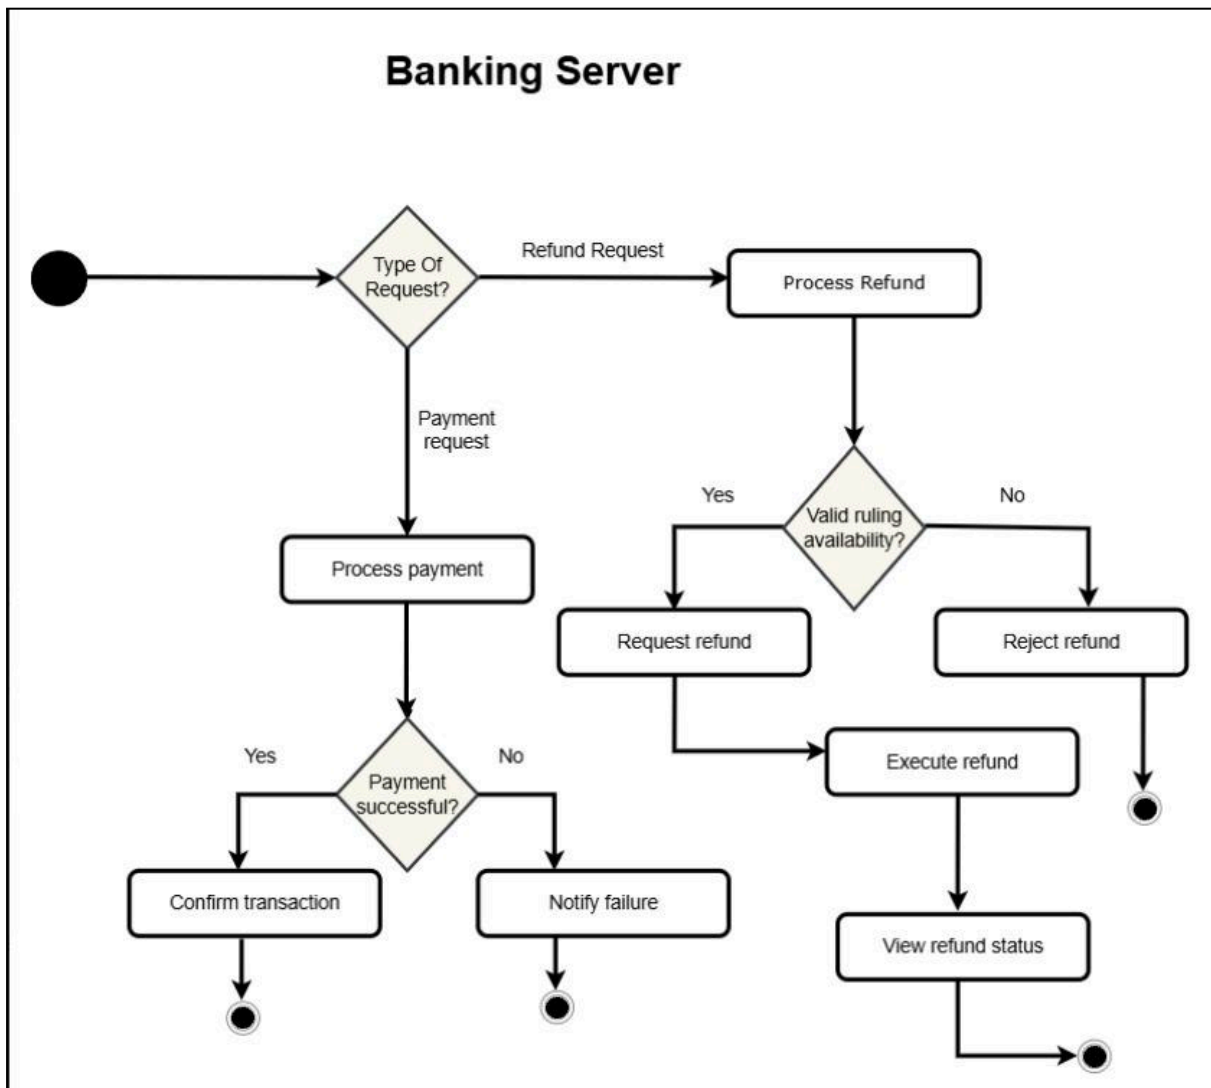 Banking Server
Type Of
Request?
Refund Request
Process Refund
Payment
request
Yes
Valid ruling
availability?
No
Process payment
Request refund
Reject refund
Yes
Payment
successful?
No
Execute refund
Confirm transaction
Notify failure
View refund status